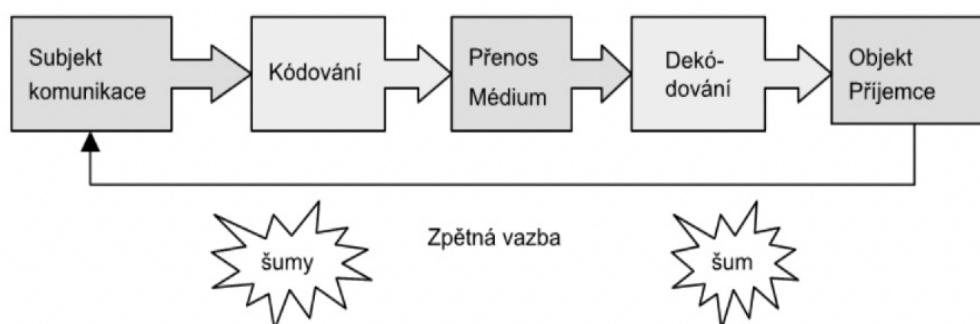 Subjekt
komunikace
Kódování
Přenos
Médium
Dekó-
dování
Objekt
Příjemce
Zpětná vazba
šumy
šum